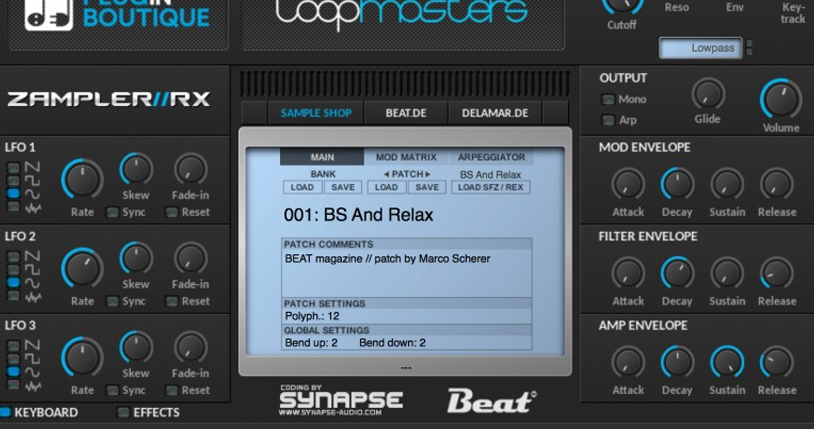 PLUGIN
BOUTIQUE
Loopmasters
Cutoff
Reso
Env
Key-
track
Lowpass
ZAMPLER//RX
SAMPLE SHOP
BEAT.DE
DELAMAR.DE
OUTPUT
Mono
Arp
Glide
Volume
LFO 1
Rate
Skew
Sync
Fade-in
Reset
LFO 2
Rate
Skew
Sync
Fade-in
Reset
LFO 3
Rate
Skew
Sync
Fade-in
Reset
KEYBOARD
EFFECTS
MAIN
MOD MATRIX
ARPEGGIATOR
BANK
PATCH
BS And Relax
LOAD
SAVE
LOAD
SAVE
LOAD SFZ / REX
001: BS And Relax
PATCH COMMENTS
BEAT magazine // patch by Marco Scherer
PATCH SETTINGS
Polyph.: 12
GLOBAL SETTINGS
Bend up: 2 Bend down: 2
---
CODING BY
SYNAPSE
WWW.SYNAPSE-AUDIO.COM
Beat
MOD ENVELOPE
Attack
Decay
Sustain
Release
FILTER ENVELOPE
Attack
Decay
Sustain
Release
AMP ENVELOPE
Attack
Decay
Sustain
Release